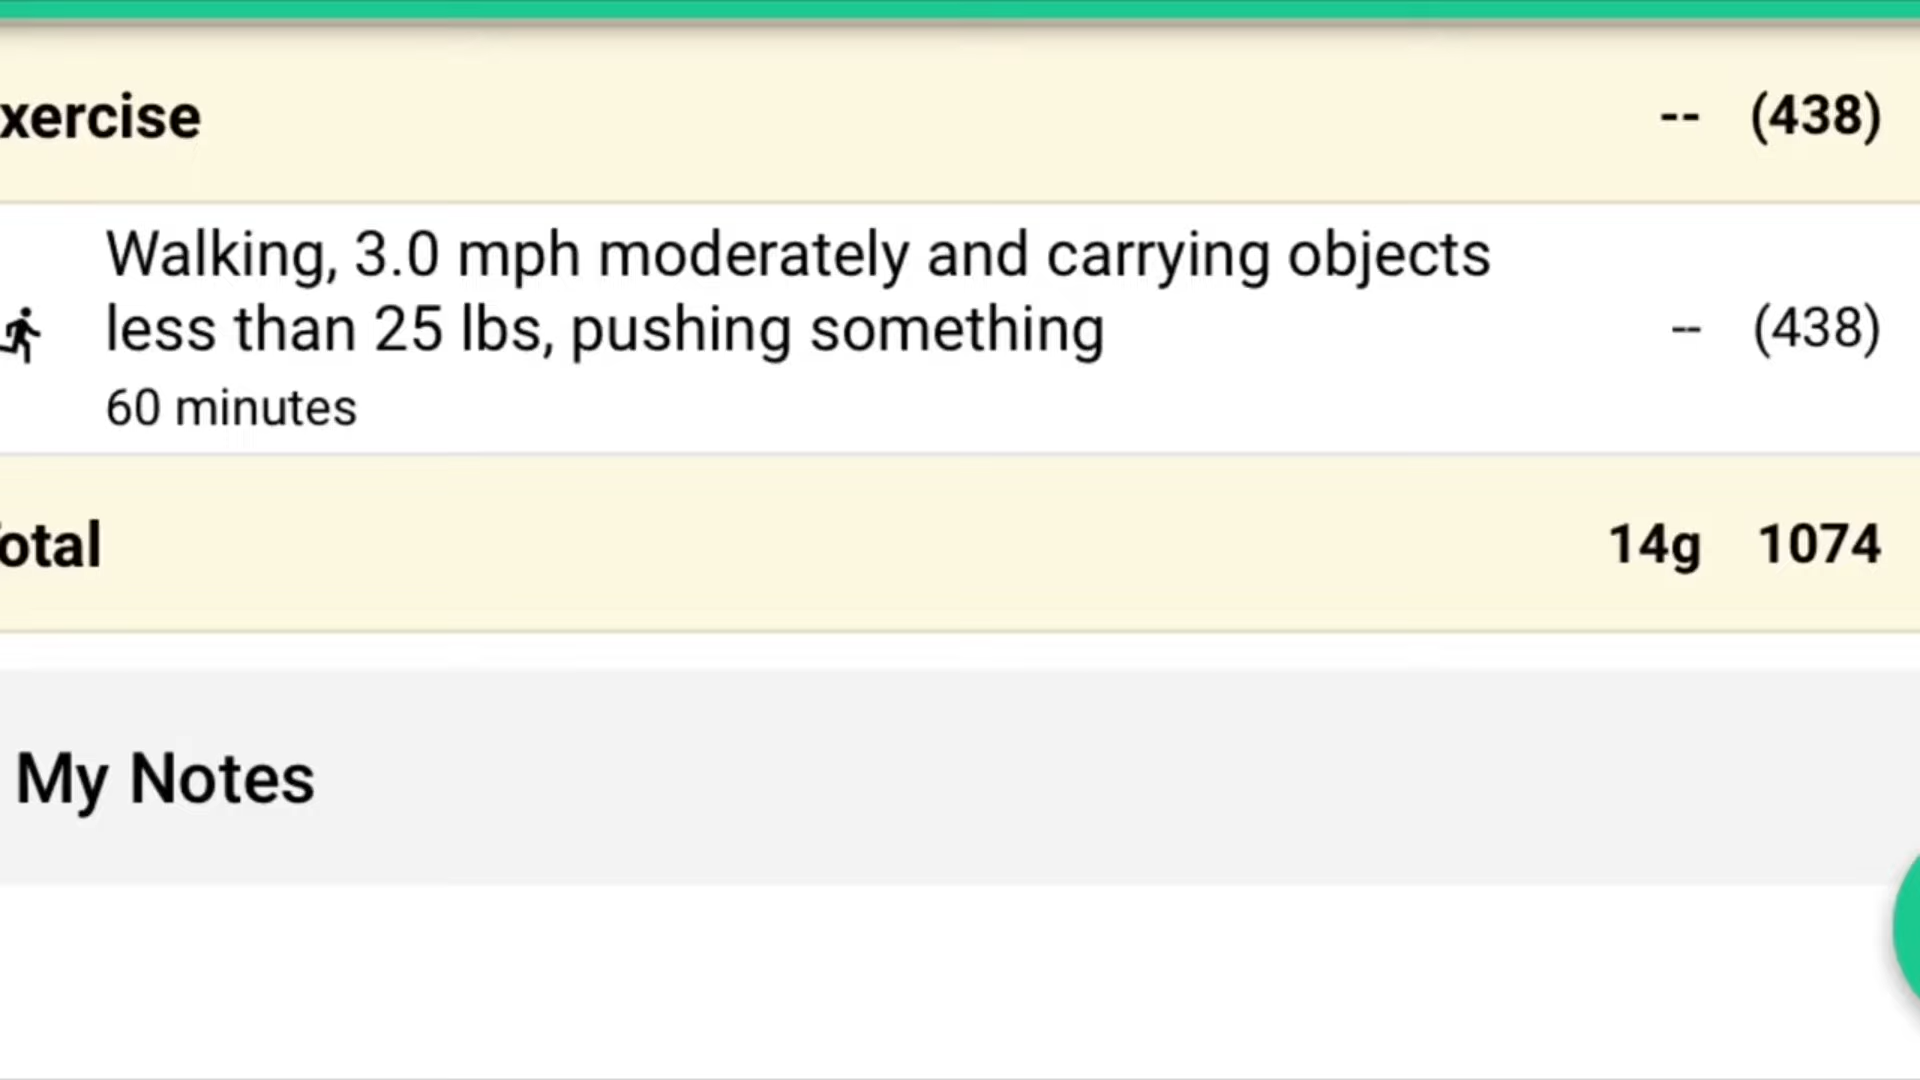 xercise -- (438)
Walking, 3.0 mph moderately and carrying objects
less than 25 lbs, pushing something -- (438)
60 minutes
otal 14g 1074
My Notes